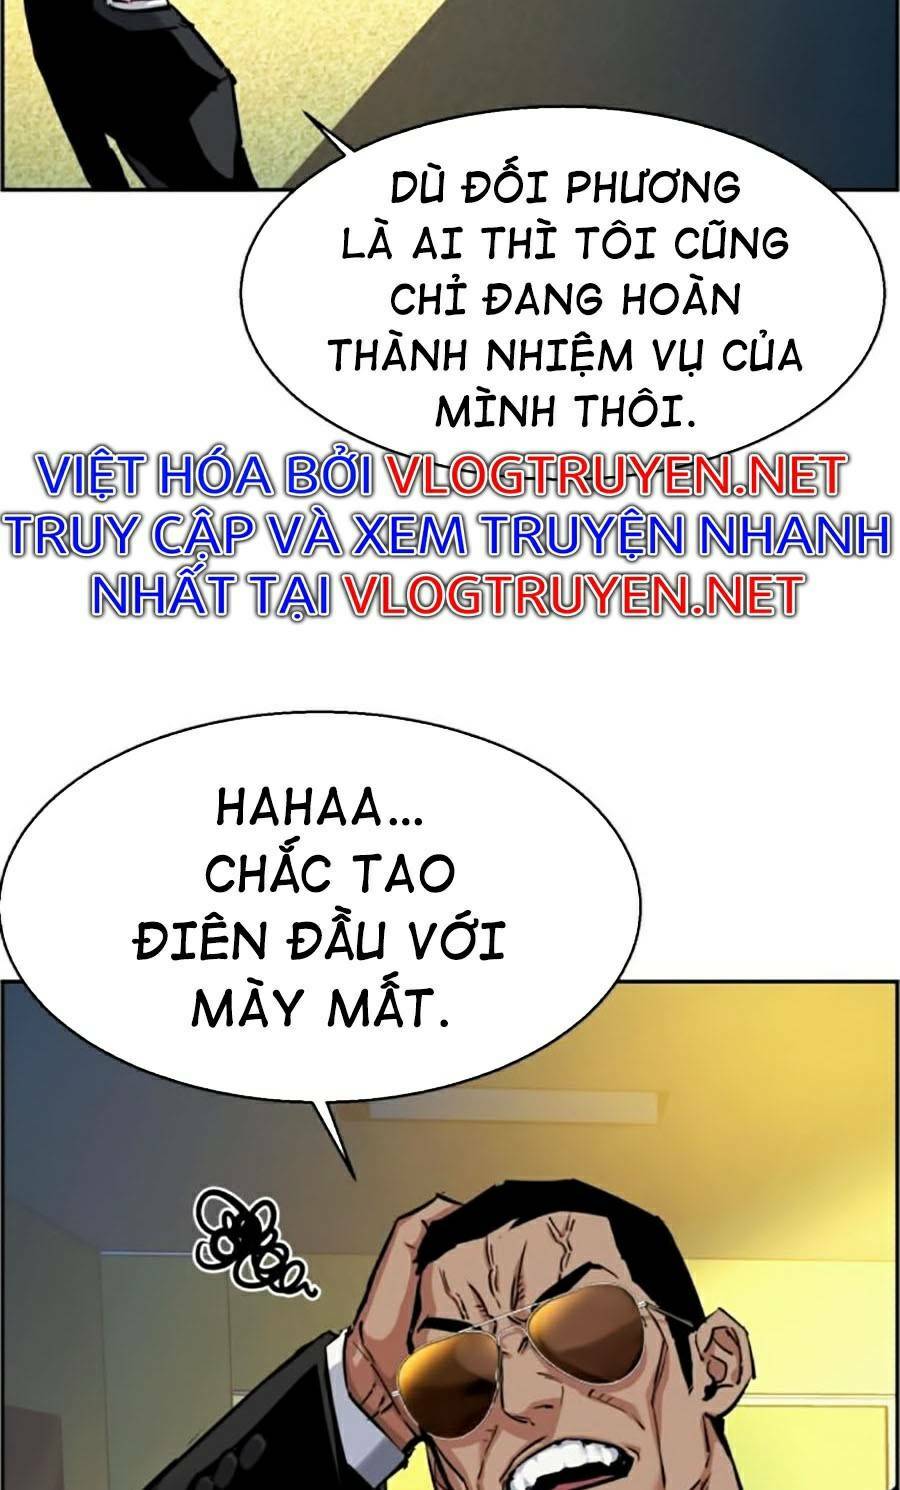 DÙ ĐỐI PHƯƠNG
LÀ AI THÌ TÔI CŨNG
CHỈ ĐANG HOÀN
THÀNH NHIỆM VỤ CỦA
MÌNH THÔI.
VIỆT HÓA BỞI VLOGTRUYEN.NET
TRUY CẬP VÀ XEM TRUYỆN NHANH
NHẤT TẠI VLOGTRUYEN.NET
HAHAA...
CHẮC TAO
ĐIÊN ĐẦU VỚI
MÀY MẤT.